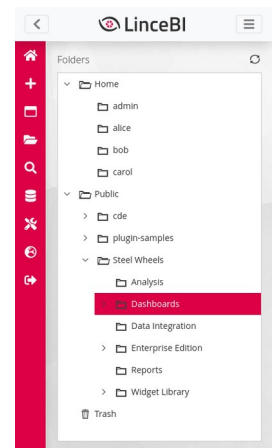 LinceBI
Folders
Home
admin
alice
bob
carol
Public
cde
plugin-samples
Steel Wheels
Analysis
Dashboards
Data Integration
Enterprise Edition
Reports
Widget Library
Trash